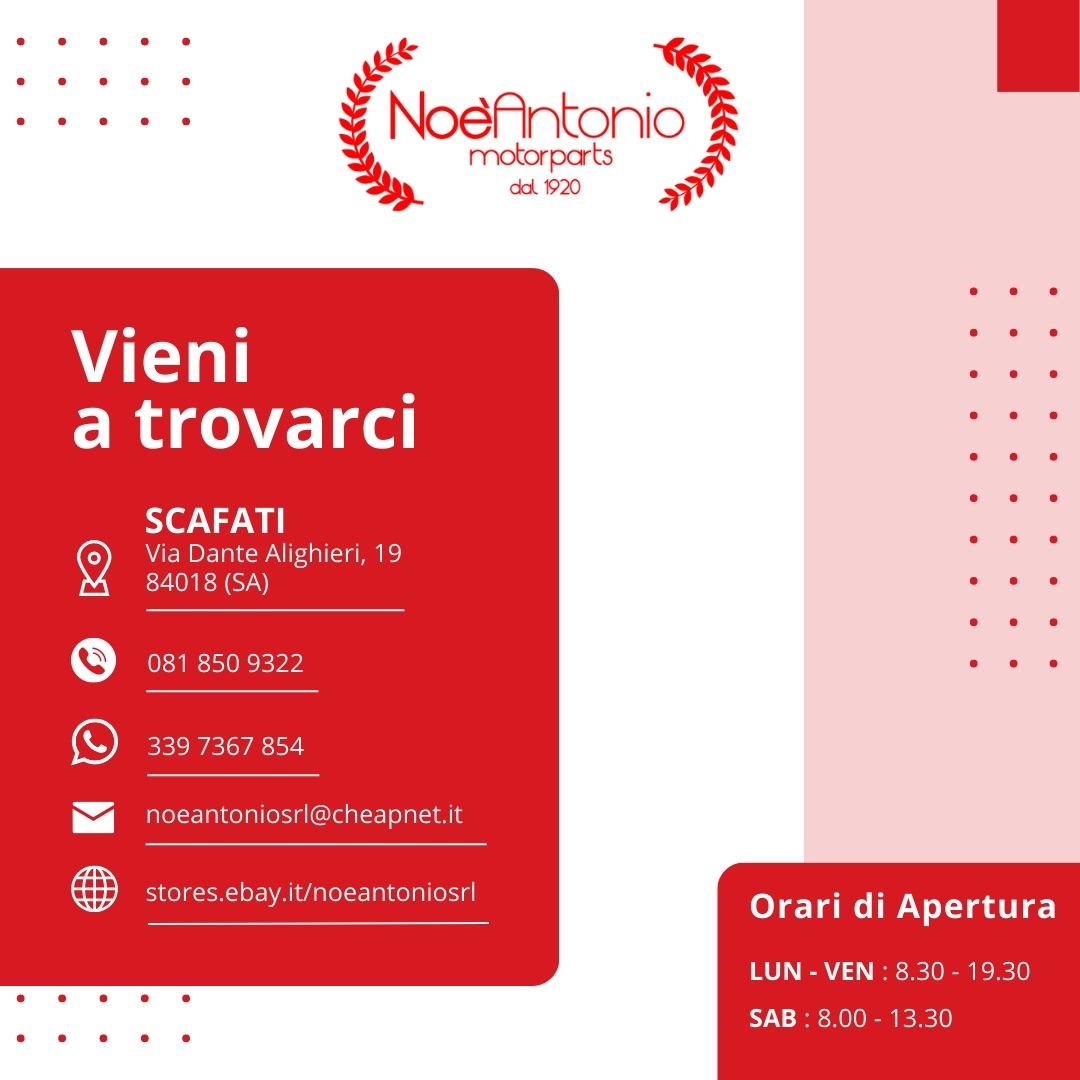 NoèAntonio
motorparts
dal 1920
Vieni
a trovarci
SCAFATI
Via Dante Alighieri, 19
84018 (SA)
081 850 9322
339 7367 854
noeantoniosrl@cheapnet.it
stores.ebay.it/noeantoniosrl
Orari di Apertura
LUN - VEN : 8.30 - 19.30
SAB : 8.00 - 13.30